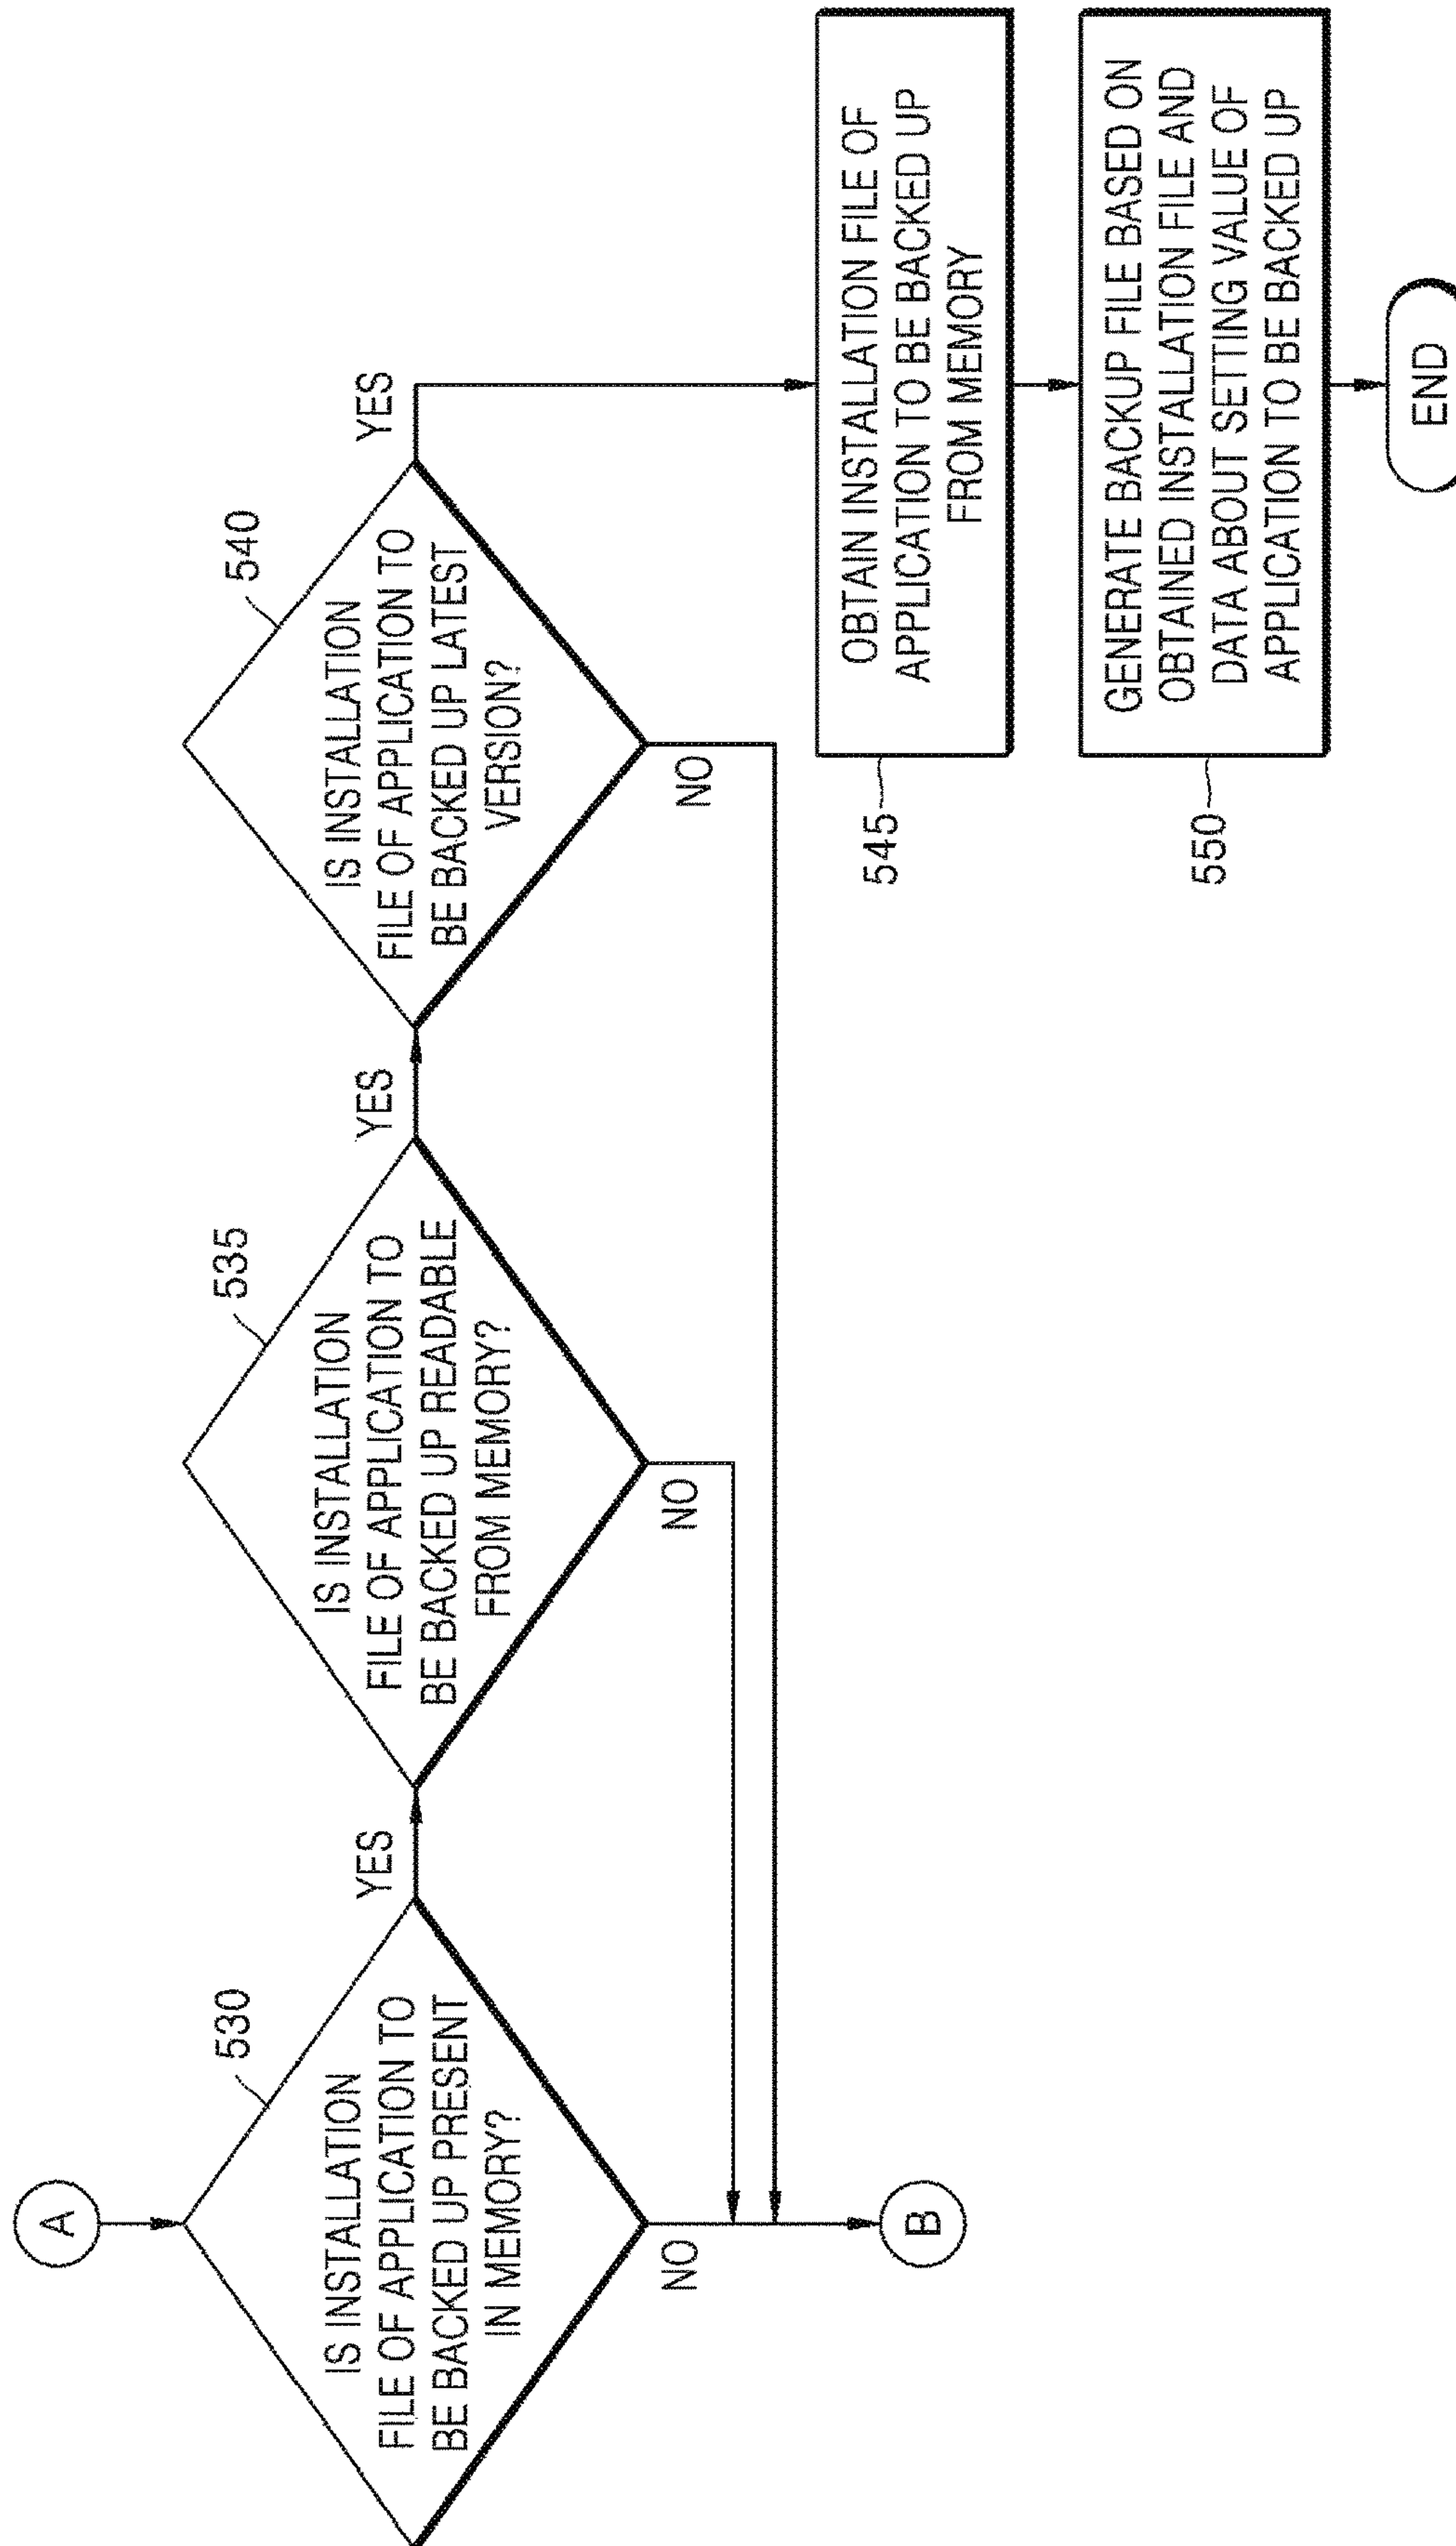 A
530
IS INSTALLATION
FILE OF APPLICATION TO
BE BACKED UP PRESENT
IN MEMORY?
YES
NO
535
IS INSTALLATION
FILE OF APPLICATION TO
BE BACKED UP READABLE
FROM MEMORY?
YES
NO
540
IS INSTALLATION
FILE OF APPLICATION TO
BE BACKED UP LATEST
VERSION?
YES
NO
B
545
OBTAIN INSTALLATION FILE OF
APPLICATION TO BE BACKED UP
FROM MEMORY
550
GENERATE BACKUP FILE BASED ON
OBTAINED INSTALLATION FILE AND
DATA ABOUT SETTING VALUE OF
APPLICATION TO BE BACKED UP
END